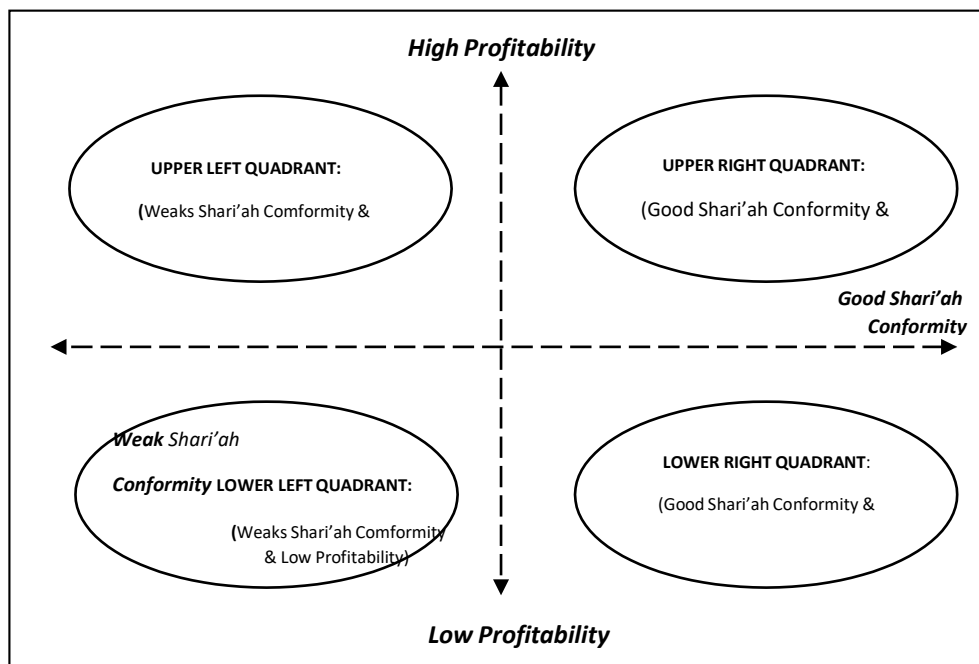 High Profitability
UPPER LEFT QUADRANT:
(Weaks Shari’ah Comformity &
UPPER RIGHT QUADRANT:
(Good Shari’ah Conformity &
Good Shari’ah
Conformity
Weak Shari’ah
Conformity LOWER LEFT QUADRANT:
(Weaks Shari’ah Comformity
& Low Profitability)
LOWER RIGHT QUADRANT:
(Good Shari’ah Conformity &
Low Profitability